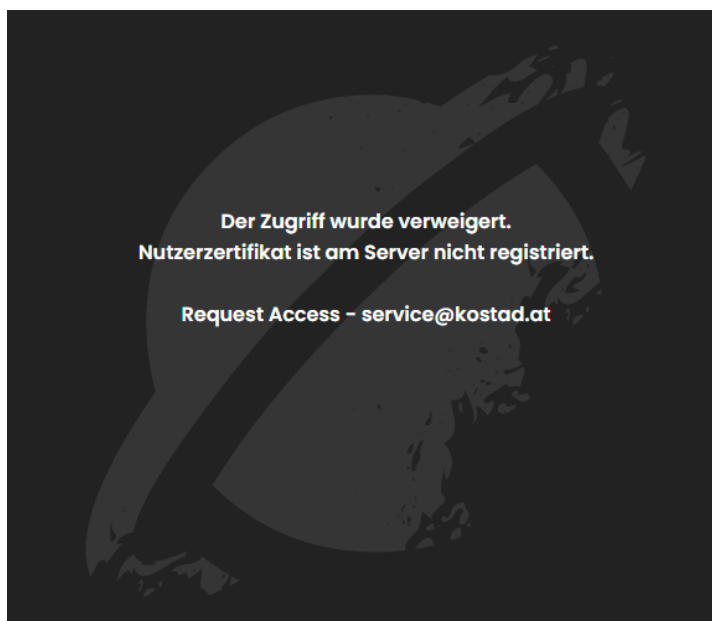 Der Zugriff wurde verweigert.
Nutzerzertifikat ist am Server nicht registriert.
Request Access - service@kostad.at